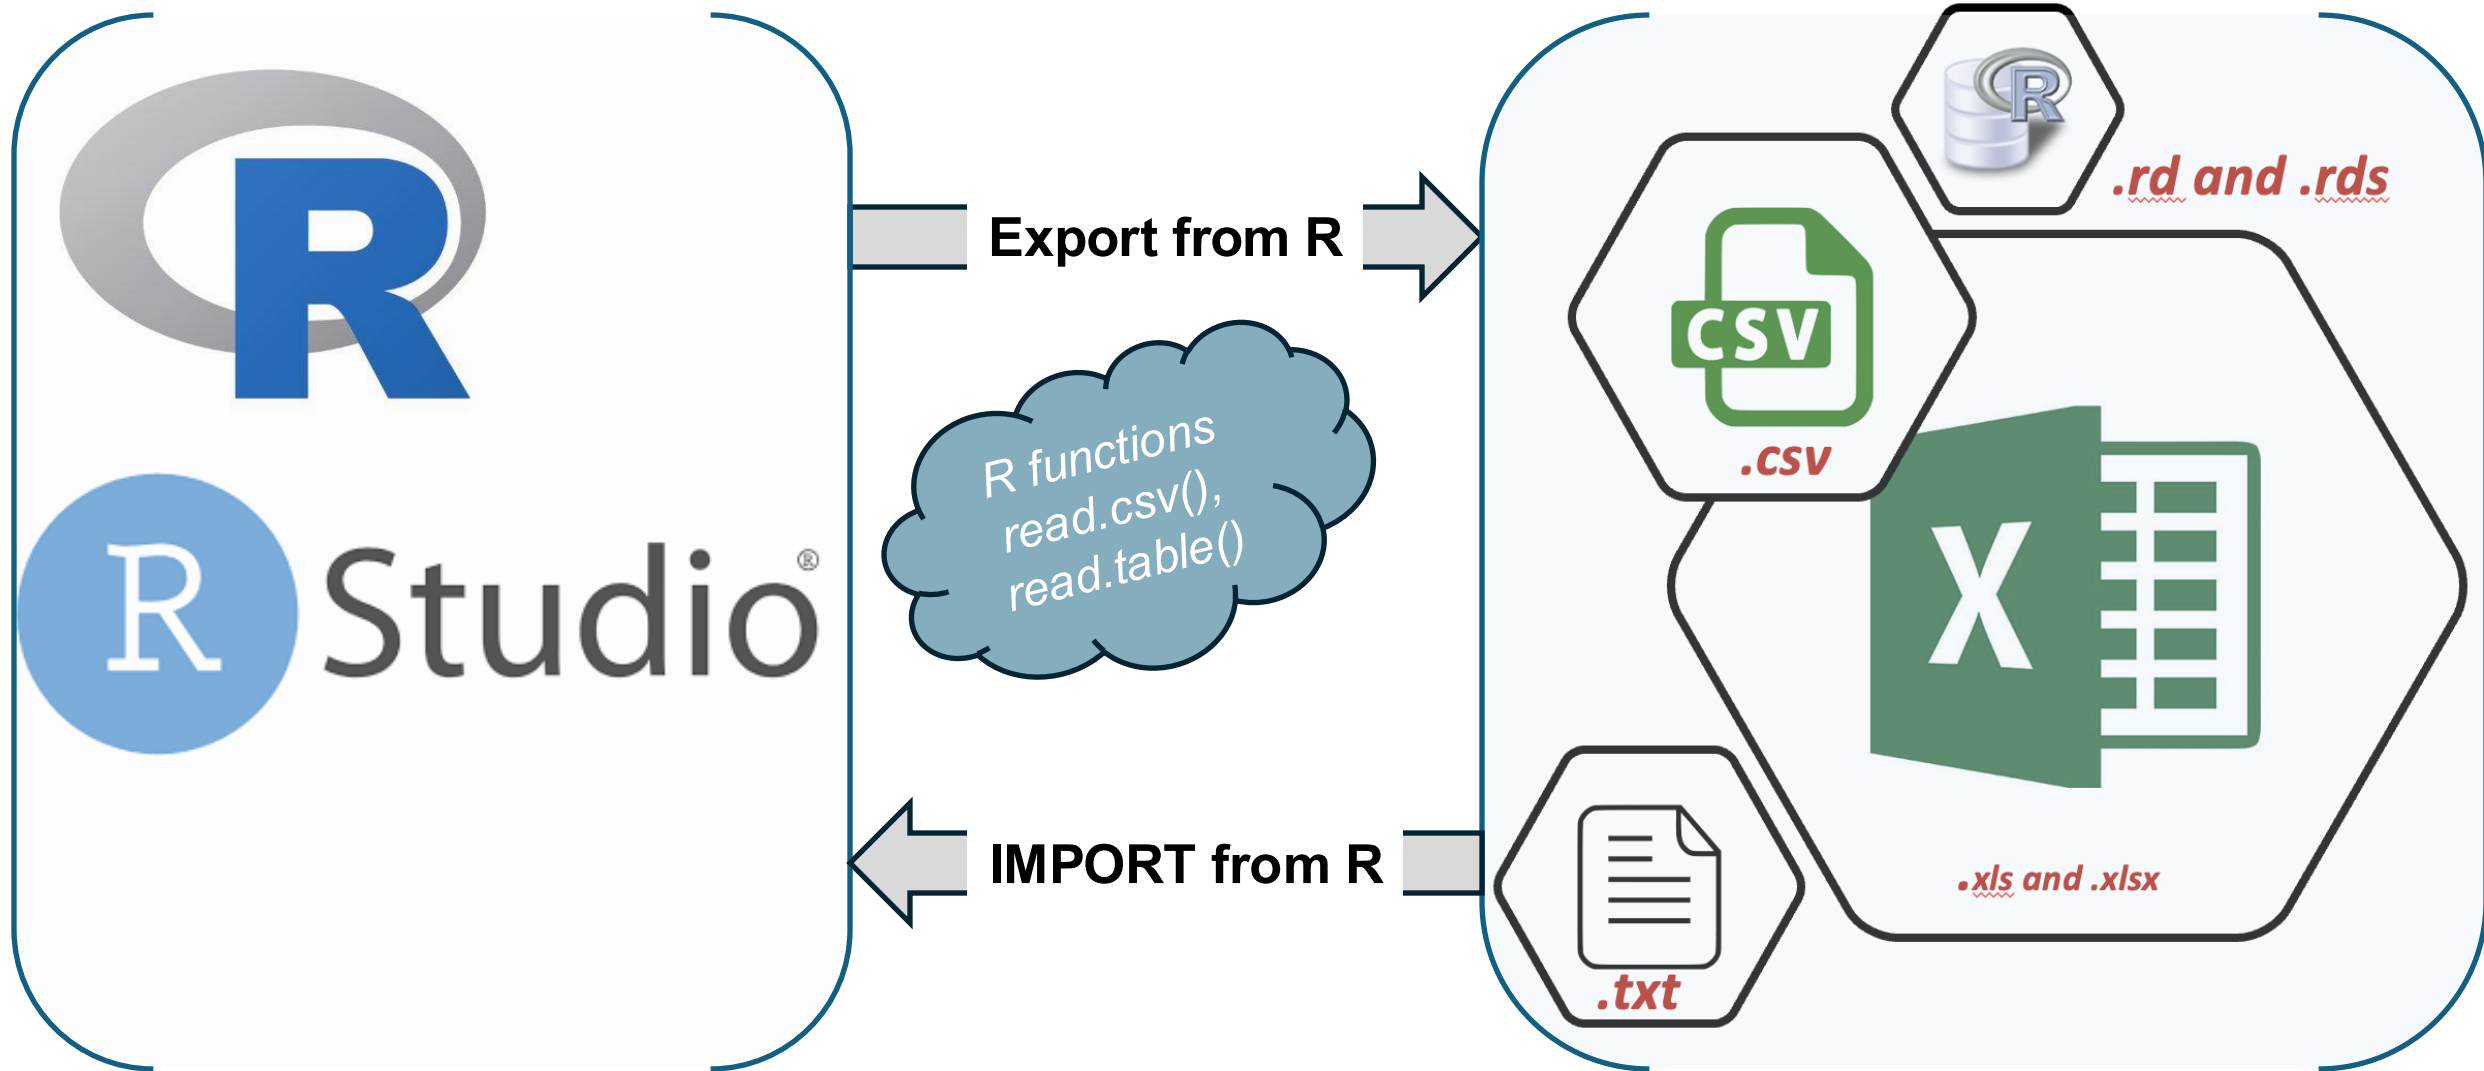 R
R Studio®
Export from R
R functions
read.csv(),
read.table()
IMPORT from R
R
.rd and .rds
CSV
.csv
X
.xls and .xlsx
.txt